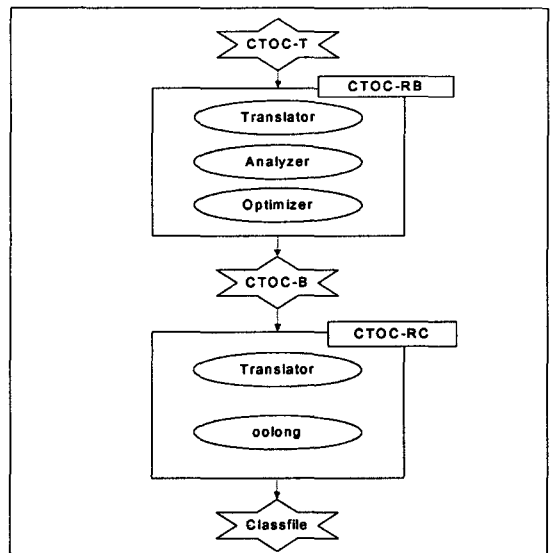 CTOC-T
CTOC-RB
Translator
Analyzer
Optimizer
CTOC-B
CTOC-RC
Translator
oolong
Classfile